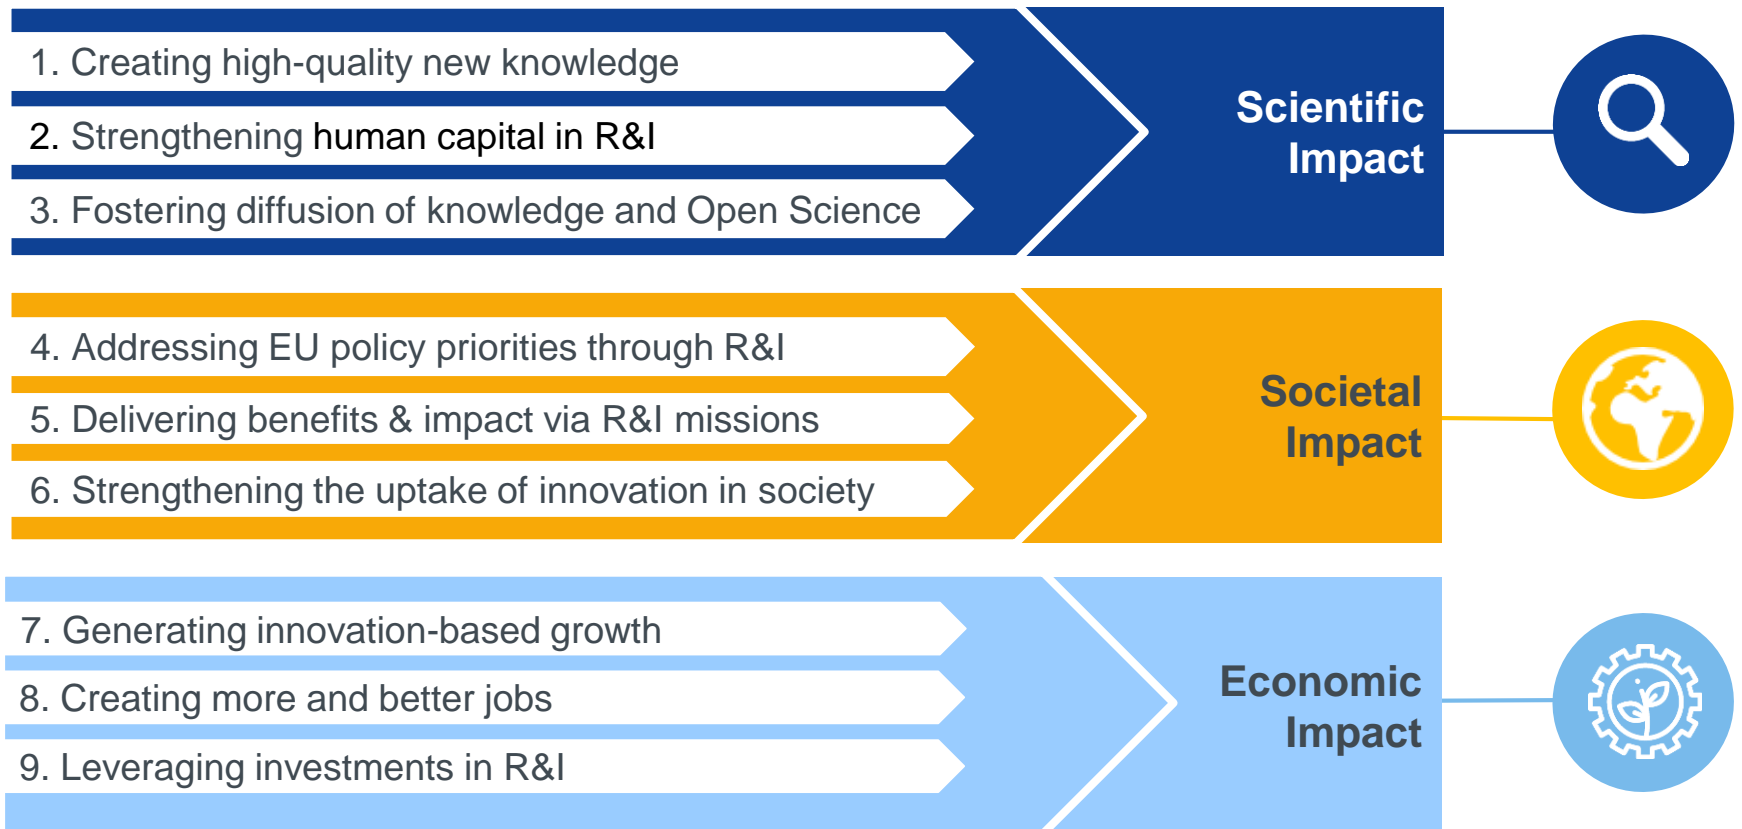 1. Creating high-quality new knowledge
2. Strengthening human capital in R&I
3. Fostering diffusion of knowledge and Open Science
Scientific
Impact
4. Addressing EU policy priorities through R&I
5. Delivering benefits & impact via R&I missions
6. Strengthening the uptake of innovation in society
Societal
Impact
7. Generating innovation-based growth
8. Creating more and better jobs
9. Leveraging investments in R&I
Economic
Impact